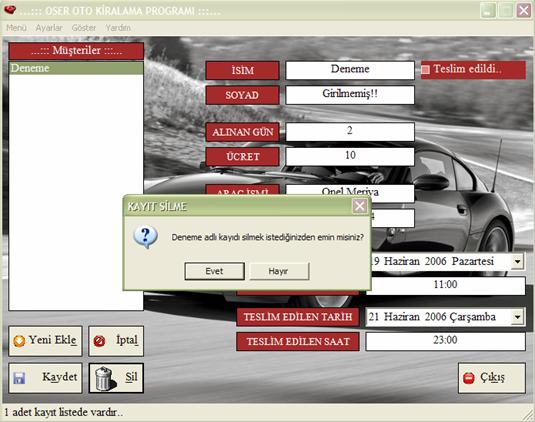 ...::: OSER OTO KİRALAMA PROGRAMI :::...
Menü Ayarlar Göster Yardım
...::: Müşteriler :::...
Deneme
İSİM Deneme Teslim edildi..
SOYAD Girilmemiş!!
ALINAN GÜN 2
ÜCRET 10
ARAÇ İSMİ Opel Meriva
KAYIT SİLME
Deneme adlı kayıdı silmek istediğinizden emin misiniz?
Evet Hayır
19 Haziran 2006 Pazartesi
11:00
TESLİM EDİLEN TARİH 21 Haziran 2006 Çarşamba
TESLİM EDİLEN SAAT 23:00
Yeni Ekle İptal
Kaydet Sil Çıkış
1 adet kayıt listede vardır..